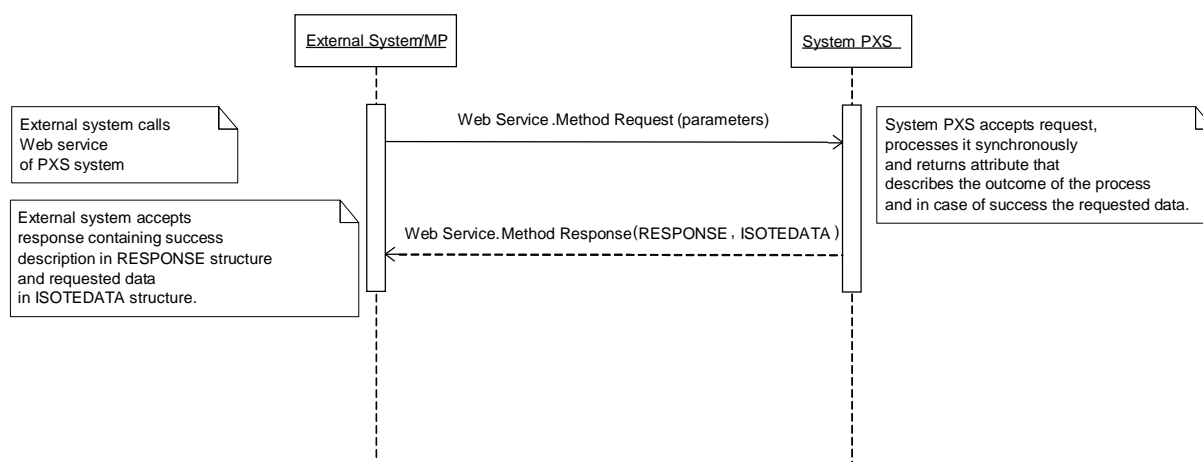 External System/MP
System PXS
External system calls
Web service
of PXS system
Web Service.Method Request (parameters)
System PXS accepts request,
processes it synchronously
and returns attribute that
describes the outcome of the process
and in case of success the requested data.
External system accepts
response containing success
description in RESPONSE structure
and requested data
in ISOTEDATA structure.
Web Service.Method Response(RESPONSE, ISOTEDATA)